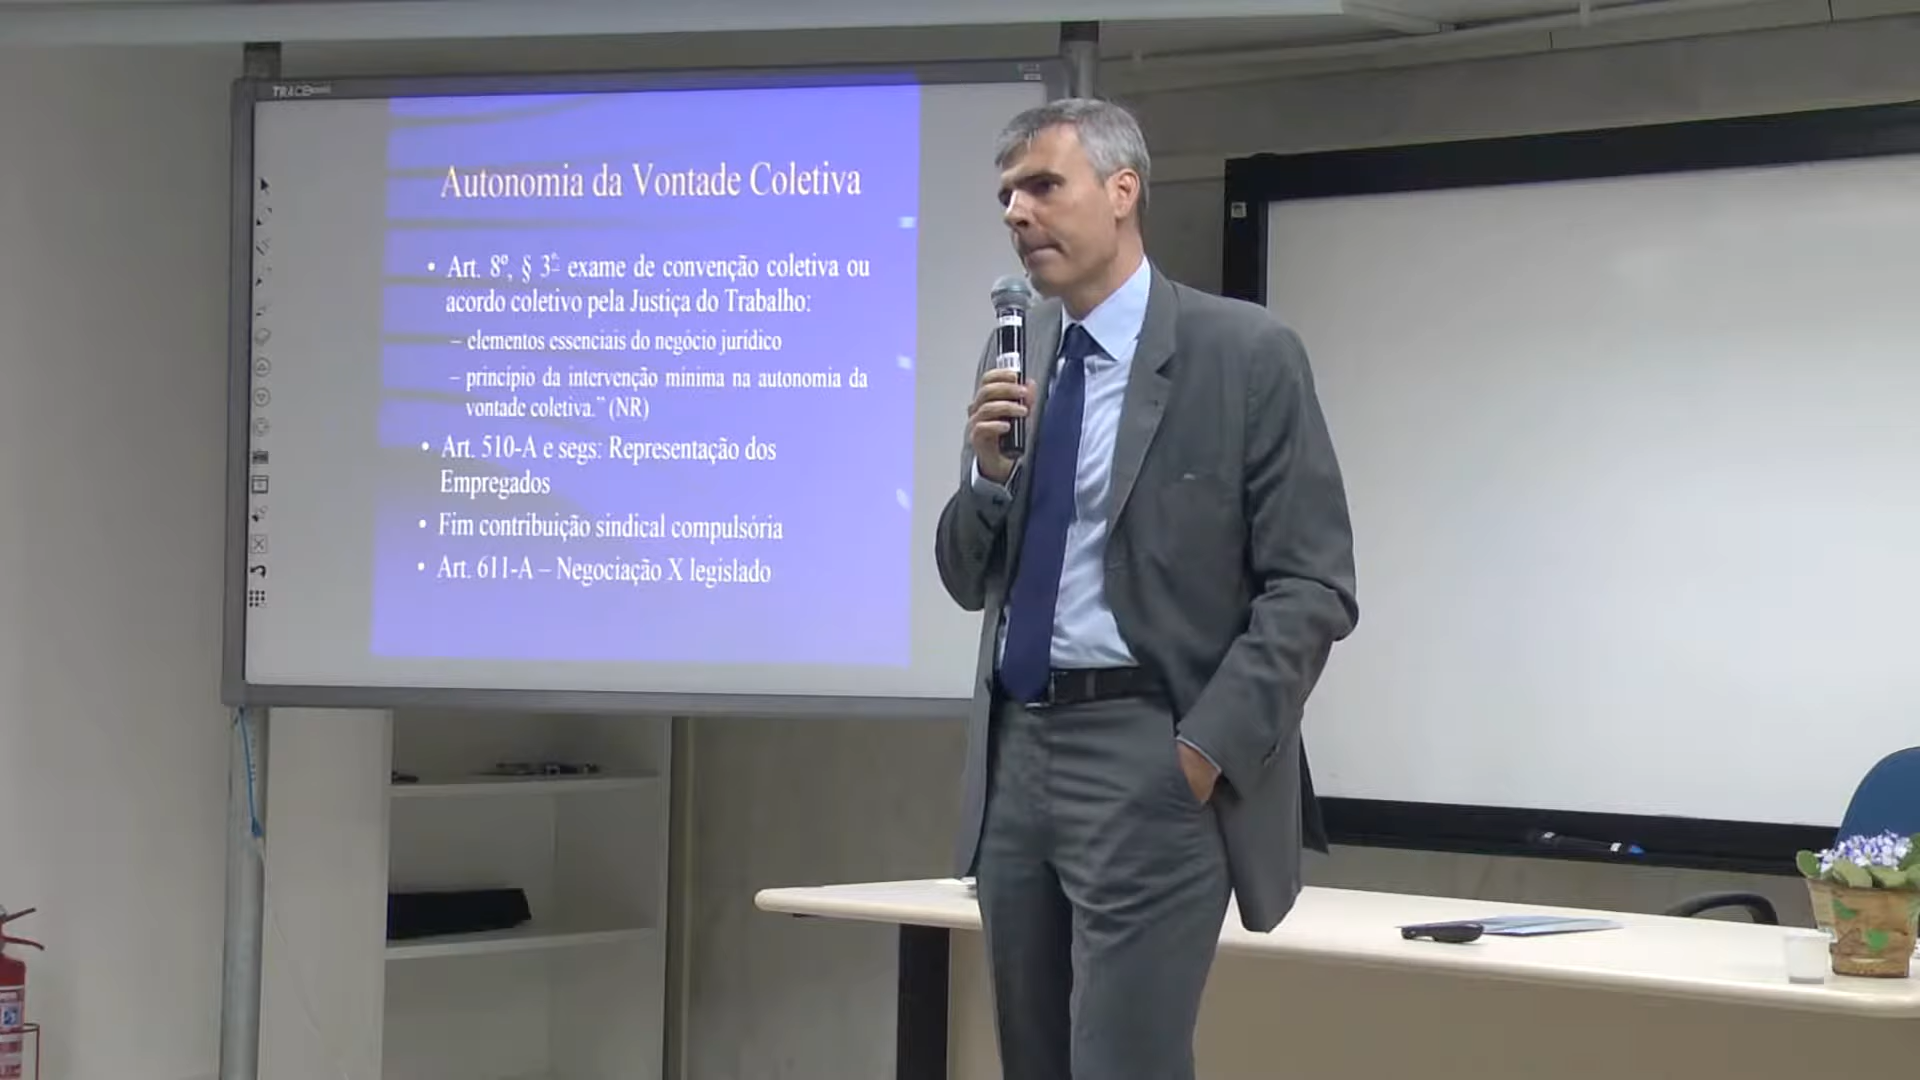 Autonomia da Vontade Coletiva
• Art. 8º, § 3º exame de convenção coletiva ou
acordo coletivo pela Justiça do Trabalho:
– elementos essenciais do negócio jurídico
– princípio da intervenção mínima na autonomia da
vontade coletiva.” (NR)
• Art. 510-A e segs: Representação dos
Empregados
• Fim contribuição sindical compulsória
• Art. 611-A – Negociação X legislado